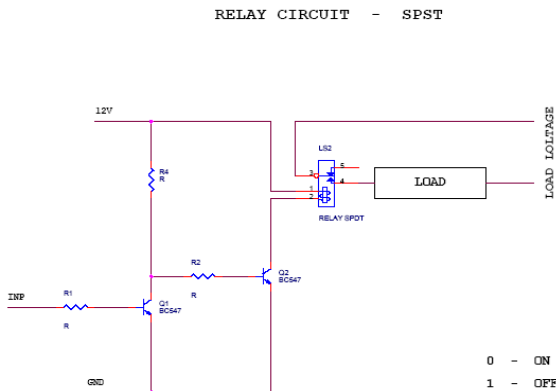 RELAY CIRCUIT - SPST
12V
LOAD LOLTAGE
LS2
3
5
4
1
2
LOAD
RELAY SPDT
R4
R
R2
R
Q2
BC547
INP
R1
R
Q1
BC547
GND
0 - ON
1 - OFF